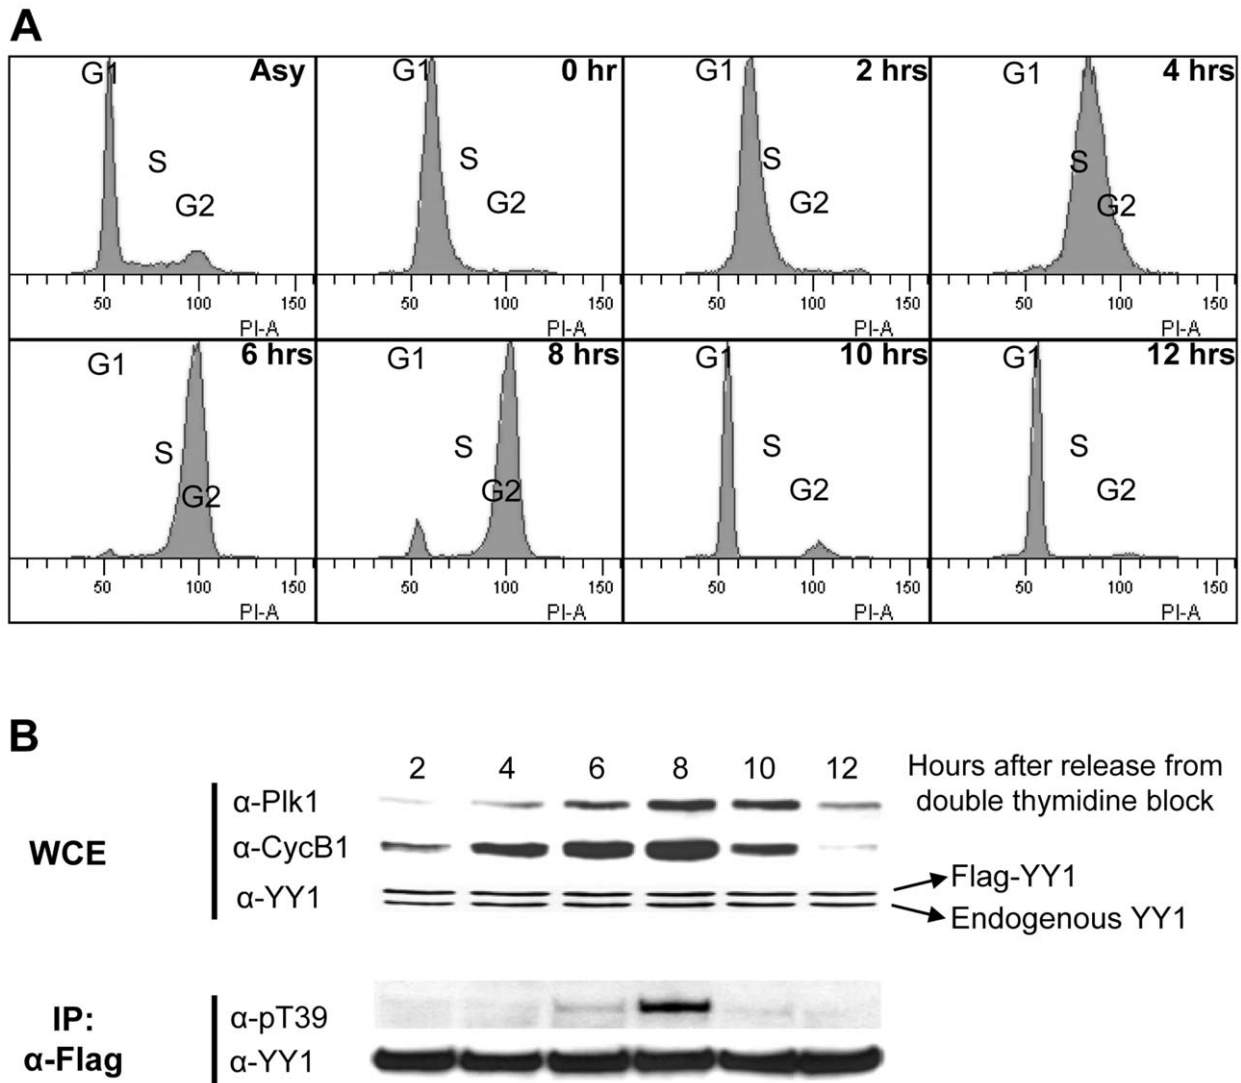 A
G1 Asy
S
G2
50 100 150
PI-A
G1 0 hr
S
G2
50 100 150
PI-A
G1 2 hrs
S
G2
50 100 150
PI-A
G1 4 hrs
S
G2
50 100 150
PI-A
G1 6 hrs
S
G2
50 100 150
PI-A
G1 8 hrs
S
G2
50 100 150
PI-A
G1 10 hrs
S
G2
50 100 150
PI-A
G1 12 hrs
S
G2
50 100 150
PI-A
B
2 4 6 8 10 12 Hours after release from
double thymidine block
WCE
α-Plk1
α-CycB1
α-YY1
Flag-YY1
Endogenous YY1
IP:
α-Flag
α-pT39
α-YY1